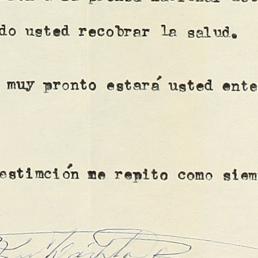 do usted recobrar la salud.
muy pronto estará usted ente
estimción me repito como siem